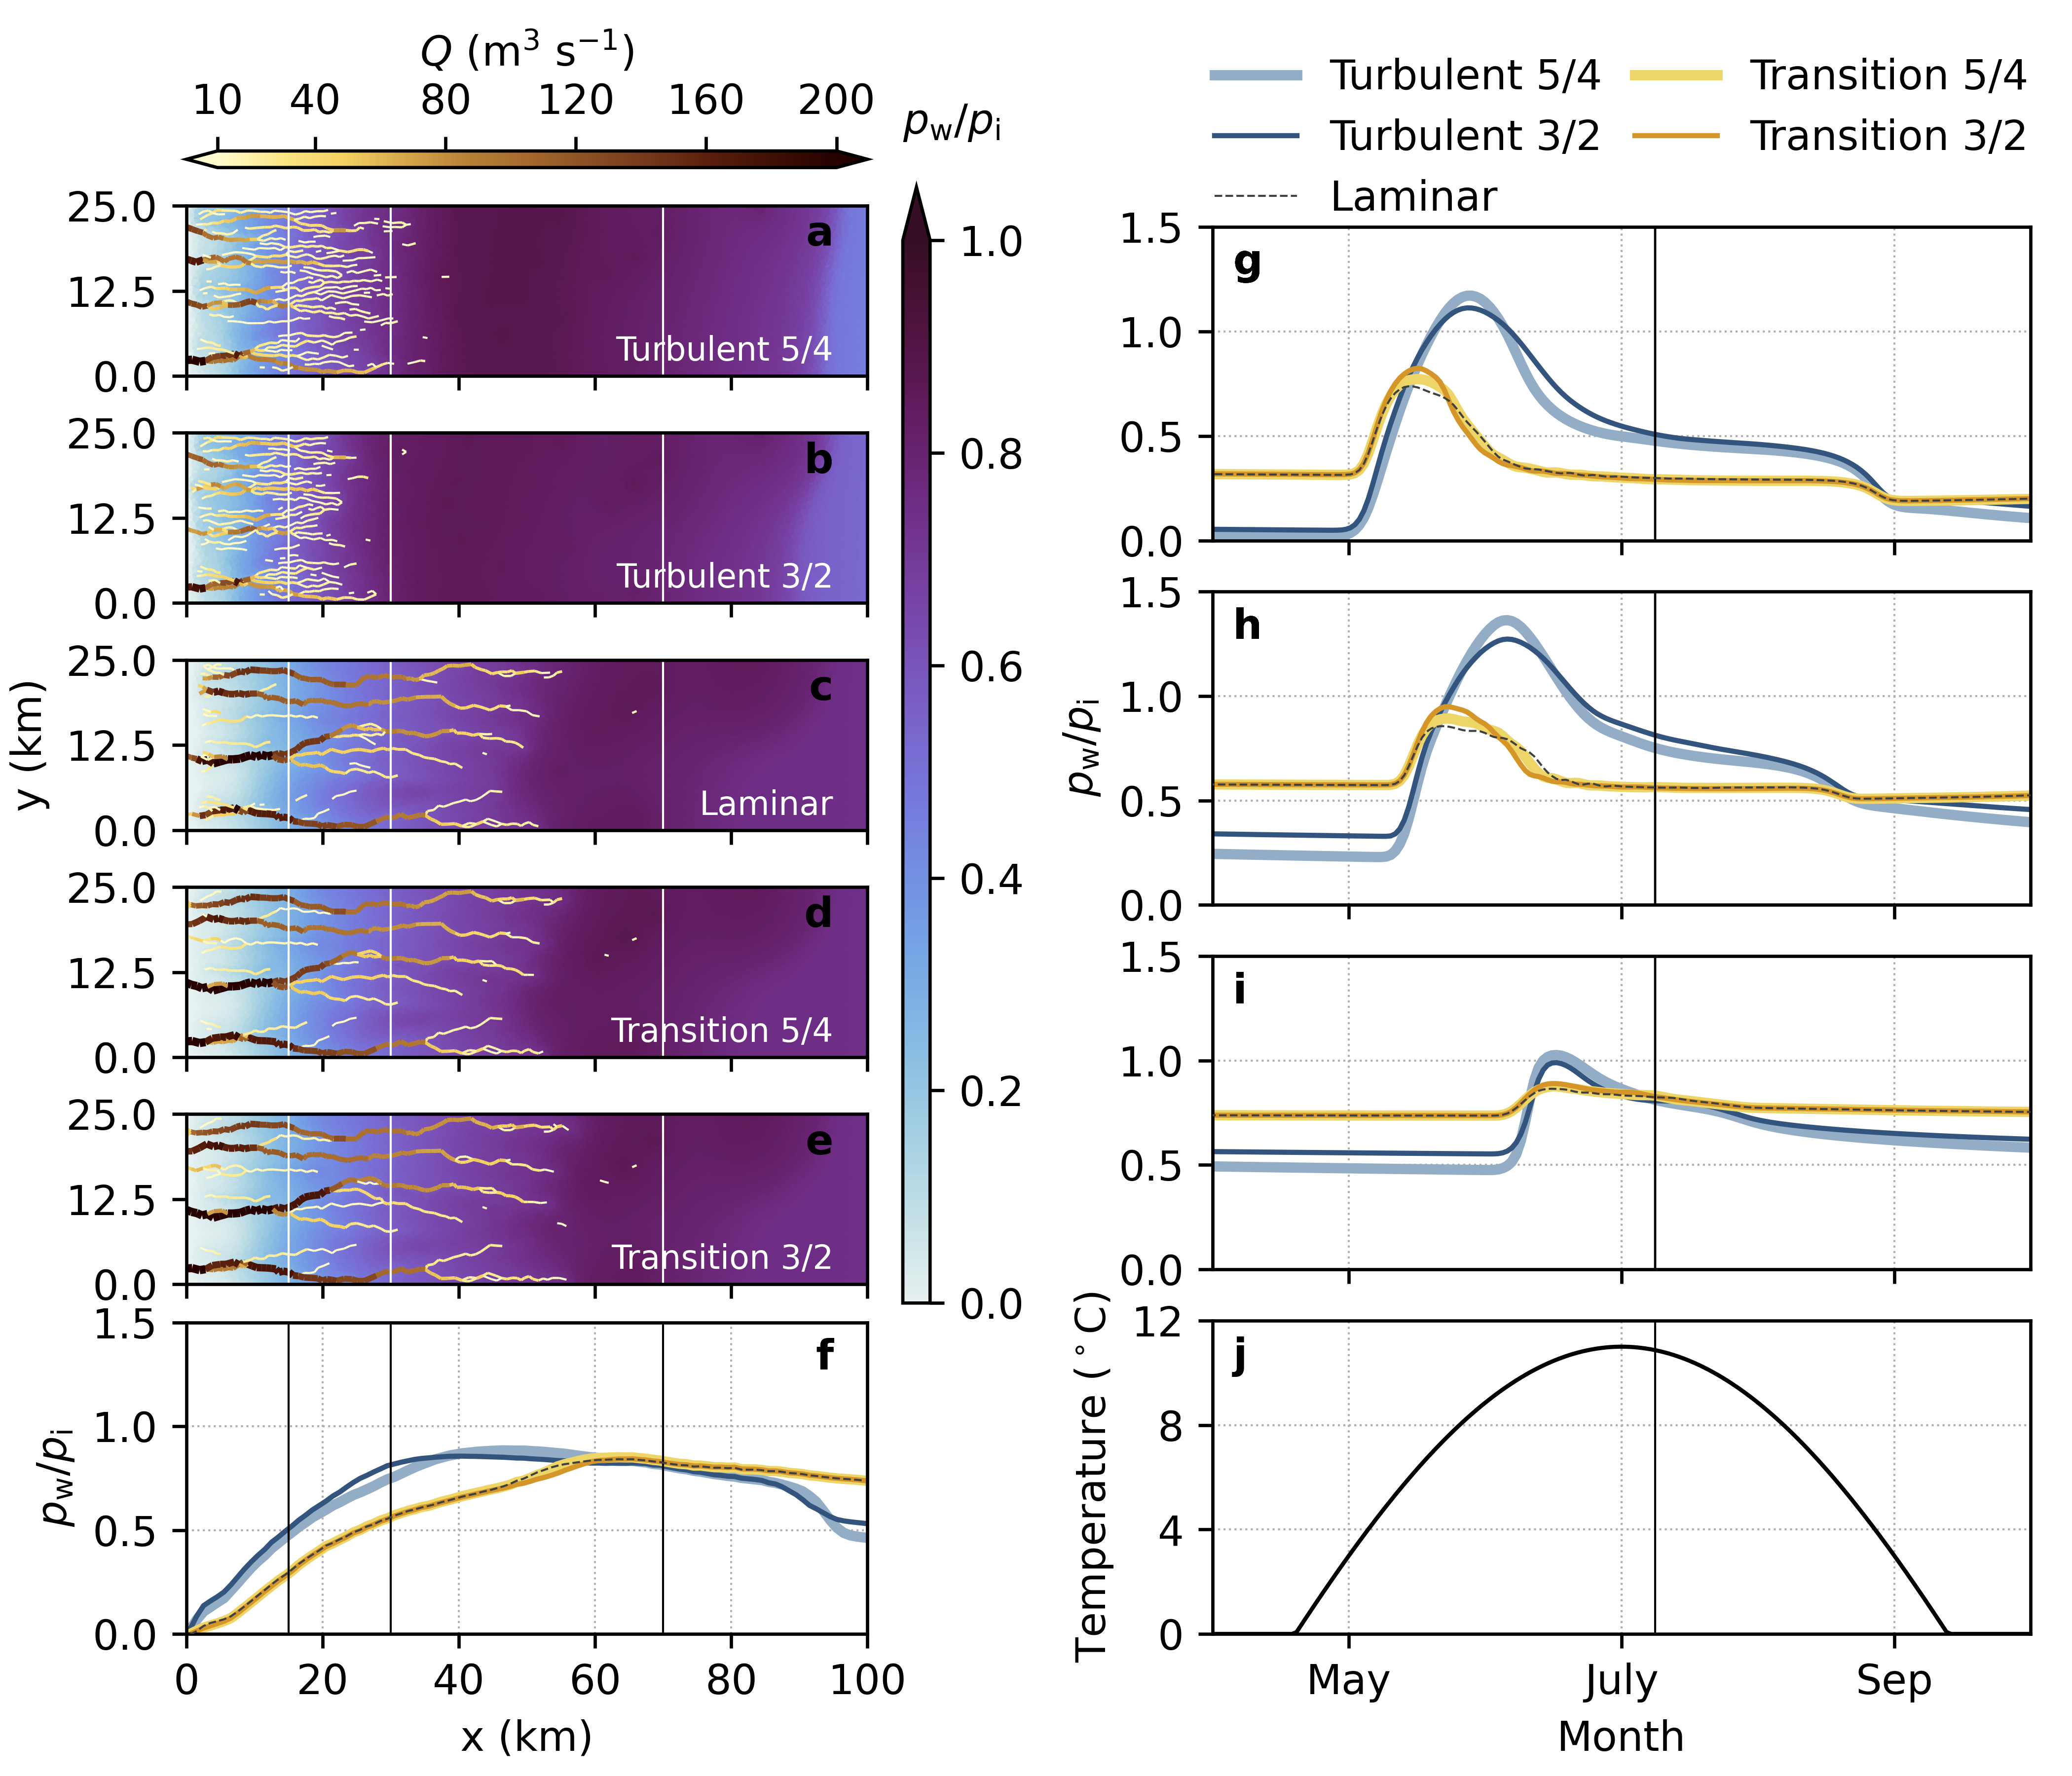 Q (m³ s⁻¹)
10 40 80 120 160 200
pw/pi
25.0
12.5
0.0
a
Turbulent 5/4
25.0
12.5
0.0
b
Turbulent 3/2
25.0
12.5
0.0
c
Laminar
25.0
12.5
0.0
d
Transition 5/4
25.0
12.5
0.0
e
Transition 3/2
y (km)
1.0
0.8
0.6
0.4
0.2
0.0
1.5
1.0
0.5
0.0
pw/pi
f
0 20 40 60 80 100
x (km)
Turbulent 5/4 Transition 5/4
Turbulent 3/2 Transition 3/2
Laminar
1.5
1.0
0.5
0.0
g
1.5
1.0
0.5
0.0
h
pw/pi
1.5
1.0
0.5
0.0
i
12
8
4
0
j
Temperature (°C)
May July Sep
Month